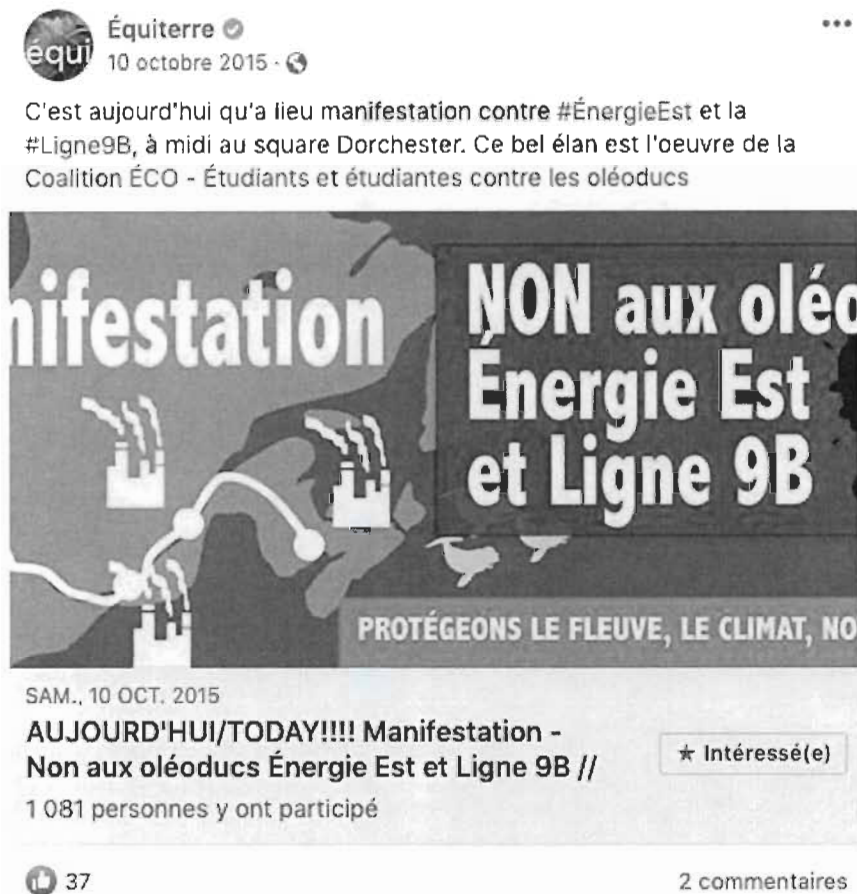 équi
Équiterre
10 octobre 2015 ·
C'est aujourd'hui qu'a lieu manifestation contre #ÉnergieEst et la
#Ligne9B, à midi au square Dorchester. Ce bel élan est l'oeuvre de la
Coalition ÉCO - Étudiants et étudiantes contre les oléoducs
nifestation
NON aux oléo
Énergie Est
et Ligne 9B
PROTÉGEONS LE FLEUVE, LE CLIMAT, NO
SAM., 10 OCT. 2015
AUJOURD'HUI/TODAY!!!! Manifestation -
Non aux oléoducs Énergie Est et Ligne 9B //
★ Intéressé(e)
1 081 personnes y ont participé
37
2 commentaires